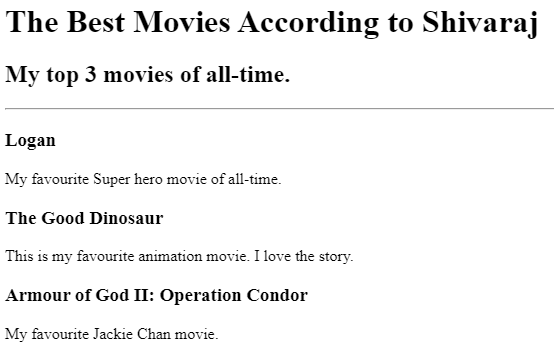 The Best Movies According to Shivaraj
My top 3 movies of all-time.
Logan
My favourite Super hero movie of all-time.
The Good Dinosaur
This is my favourite animation movie. I love the story.
Armour of God II: Operation Condor
My favourite Jackie Chan movie.